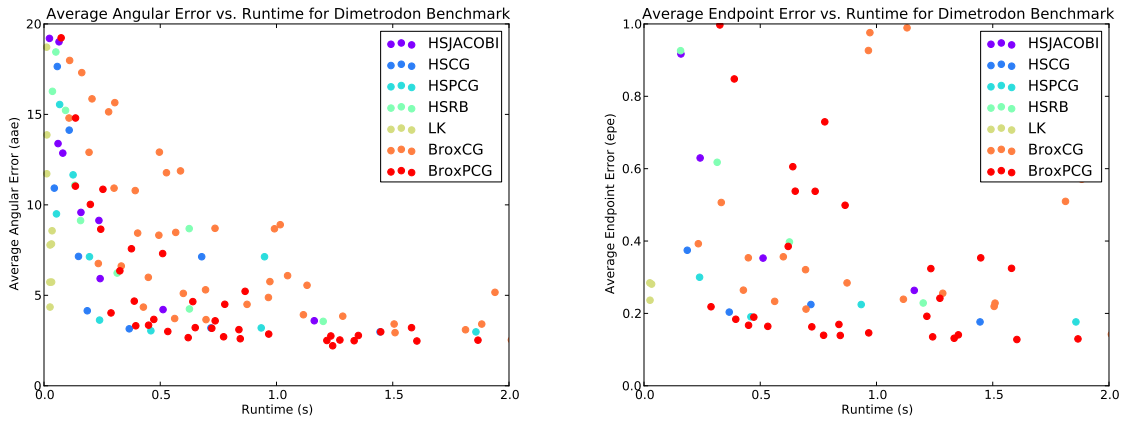 Average Angular Error vs. Runtime for Dimetrodon Benchmark
Average Angular Error (aae)
20
15
10
5
0
0.0 0.5 1.0 1.5 2.0
Runtime (s)
HSJACOBI
HSCG
HSPCG
HSRB
LK
BroxCG
BroxPCG
Average Endpoint Error vs. Runtime for Dimetrodon Benchmark
Average Endpoint Error (epe)
1.0
0.8
0.6
0.4
0.2
0.0
0.0 0.5 1.0 1.5 2.0
Runtime (s)
HSJACOBI
HSCG
HSPCG
HSRB
LK
BroxCG
BroxPCG